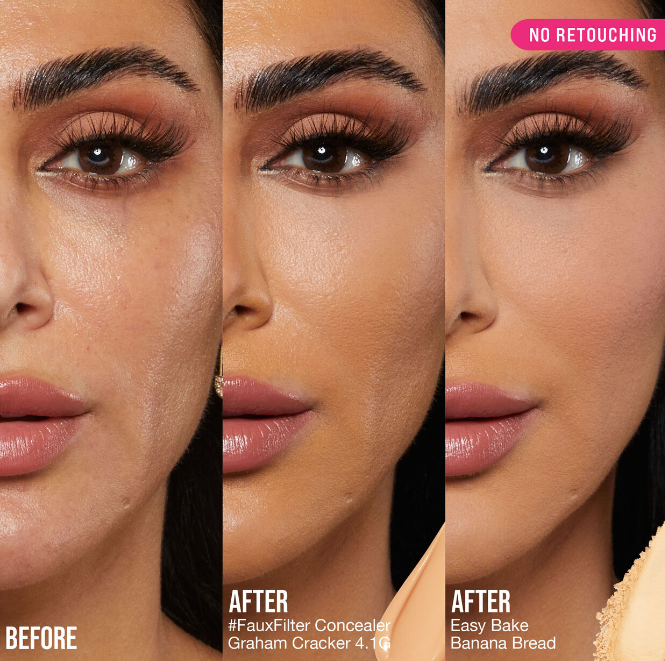 NO RETOUCHING
BEFORE
AFTER
#FauxFilter Concealer
Graham Cracker 4.1G
AFTER
Easy Bake
Banana Bread